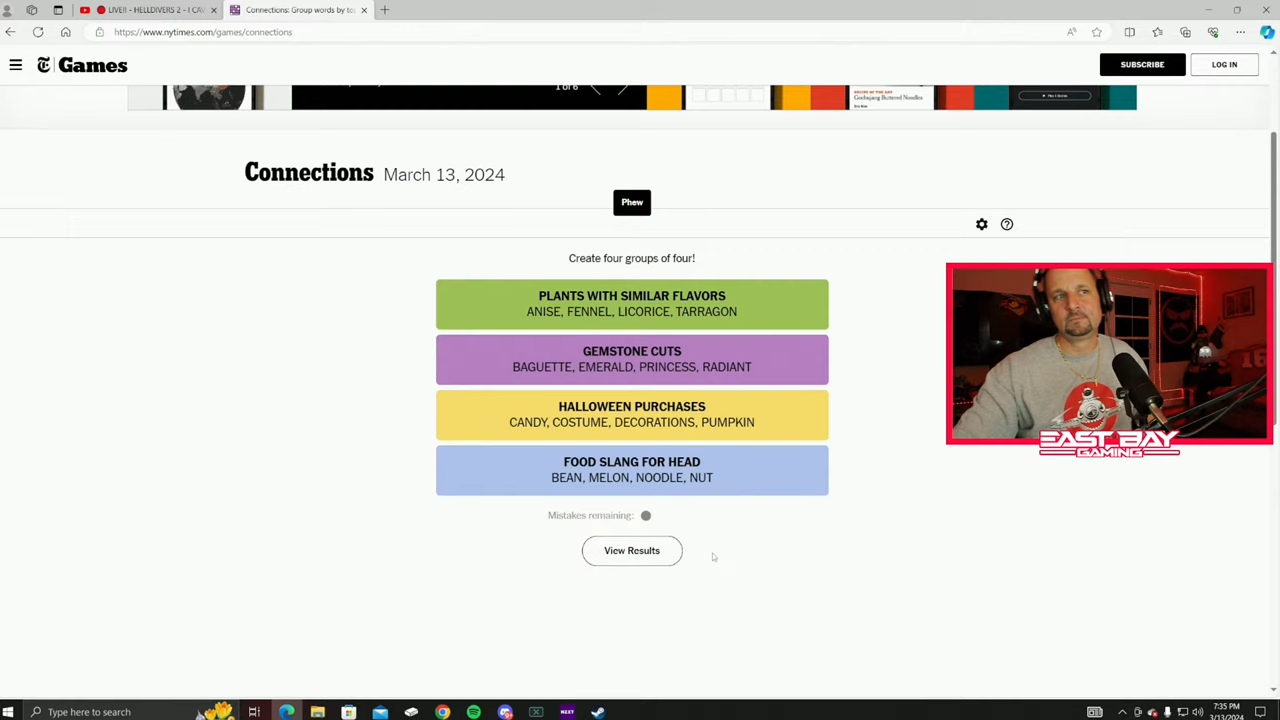 LIVE!! - HELLDIVERS 2 - I CA
Connections: Group words by to
https://www.nytimes.com/games/connections
Games
SUBSCRIBE
LOG IN
1 of 6
Gochujang Buttered Noodles
Connections March 13, 2024
Phew
Create four groups of four!
PLANTS WITH SIMILAR FLAVORS
ANISE, FENNEL, LICORICE, TARRAGON
GEMSTONE CUTS
BAGUETTE, EMERALD, PRINCESS, RADIANT
HALLOWEEN PURCHASES
CANDY, COSTUME, DECORATIONS, PUMPKIN
FOOD SLANG FOR HEAD
BEAN, MELON, NOODLE, NUT
Mistakes remaining:
View Results
EAST BAY
GAMING
Type here to search
NEXT
7:35 PM
3/13/2024